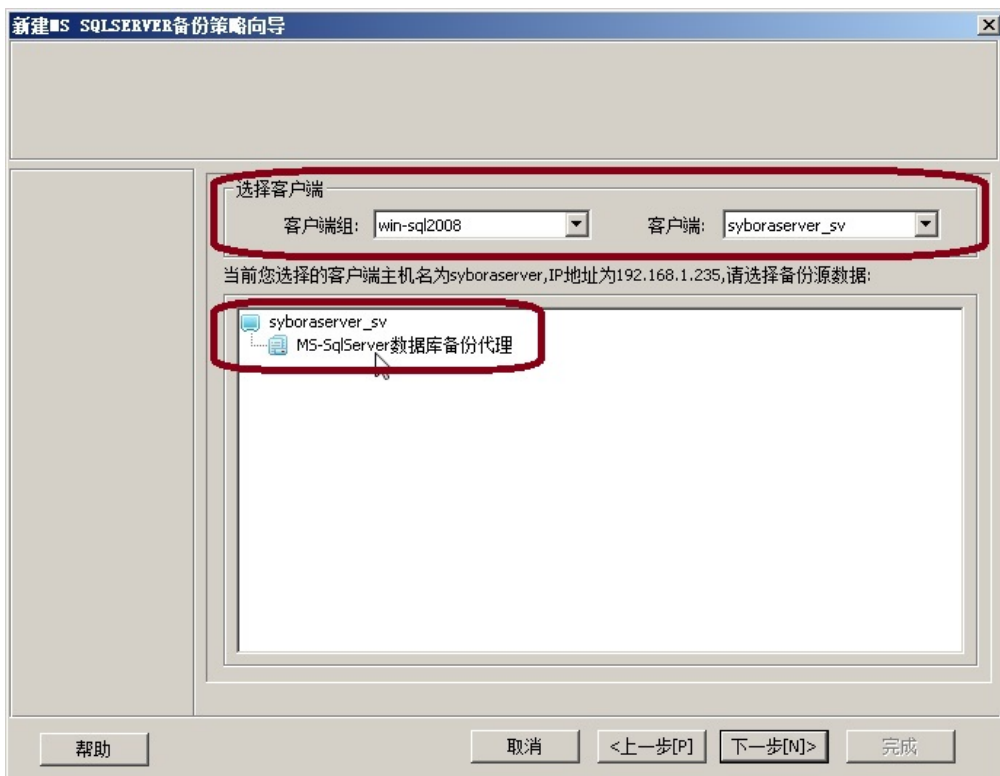 新建MS SQLSERVER备份策略向导
选择客户端
客户端组: win-sql2008 客户端: syboraserver_sv
当前您选择的客户端主机名为syboraserver,IP地址为192.168.1.235,请选择备份源数据:
syboraserver_sv
MS-SqlServer数据库备份代理
帮助 取消 <上一步[P] 下一步[N]> 完成